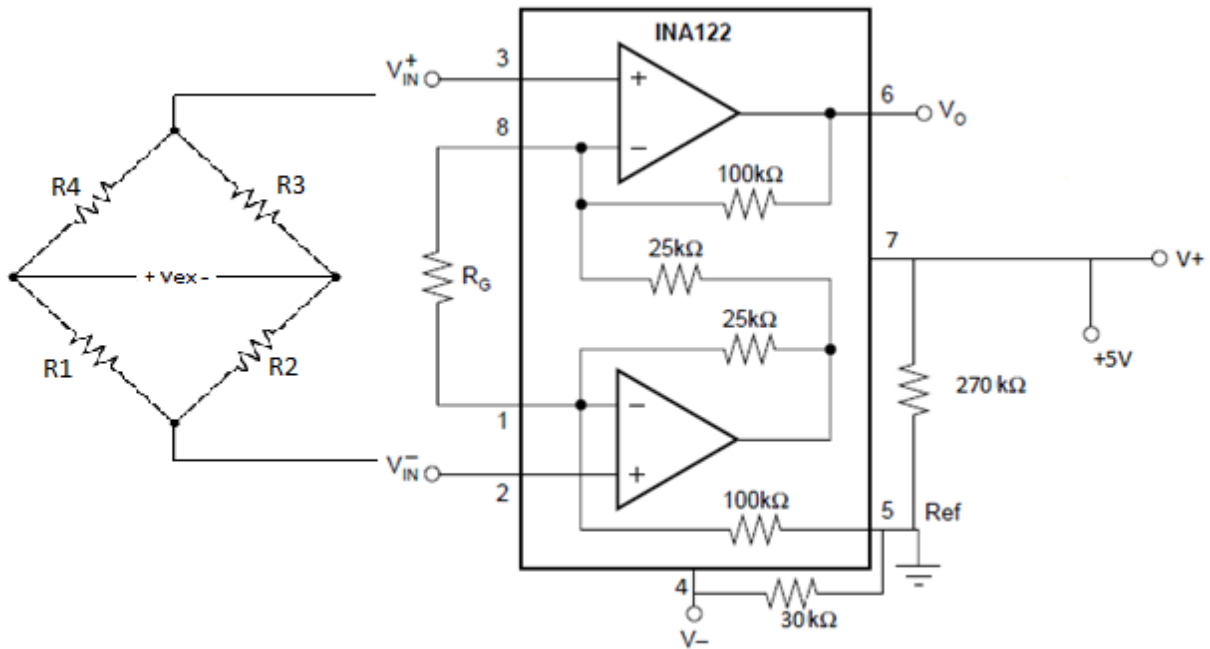 INA122
V+IN
3
6
VO
8
R4
R3
100kΩ
7
V+
25kΩ
RG
+ Vex -
25kΩ
R1
R2
+5V
270 kΩ
1
V−IN
2
100kΩ
5
Ref
4
30kΩ
V–
+
−
−
+